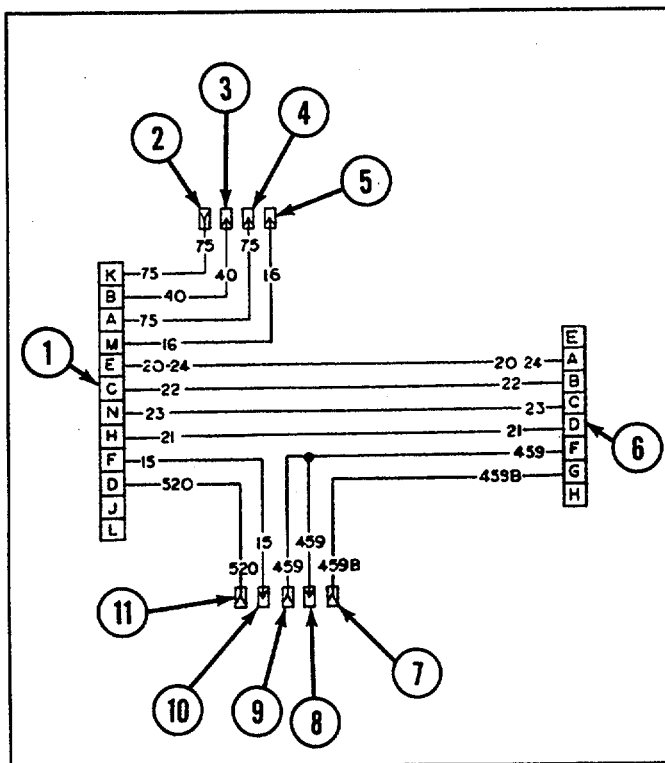 3
4
2
5
75 75
40 16
K 75
B 40
A 75
M 16
1
E 20-24 20 24
C 22 22
N 23 23
H 21 21
F 15 459
D 520 459B
J
L
E
A
B
C
D
F
G
H
6
15 459
520 459 459B
11
10
9
8
7